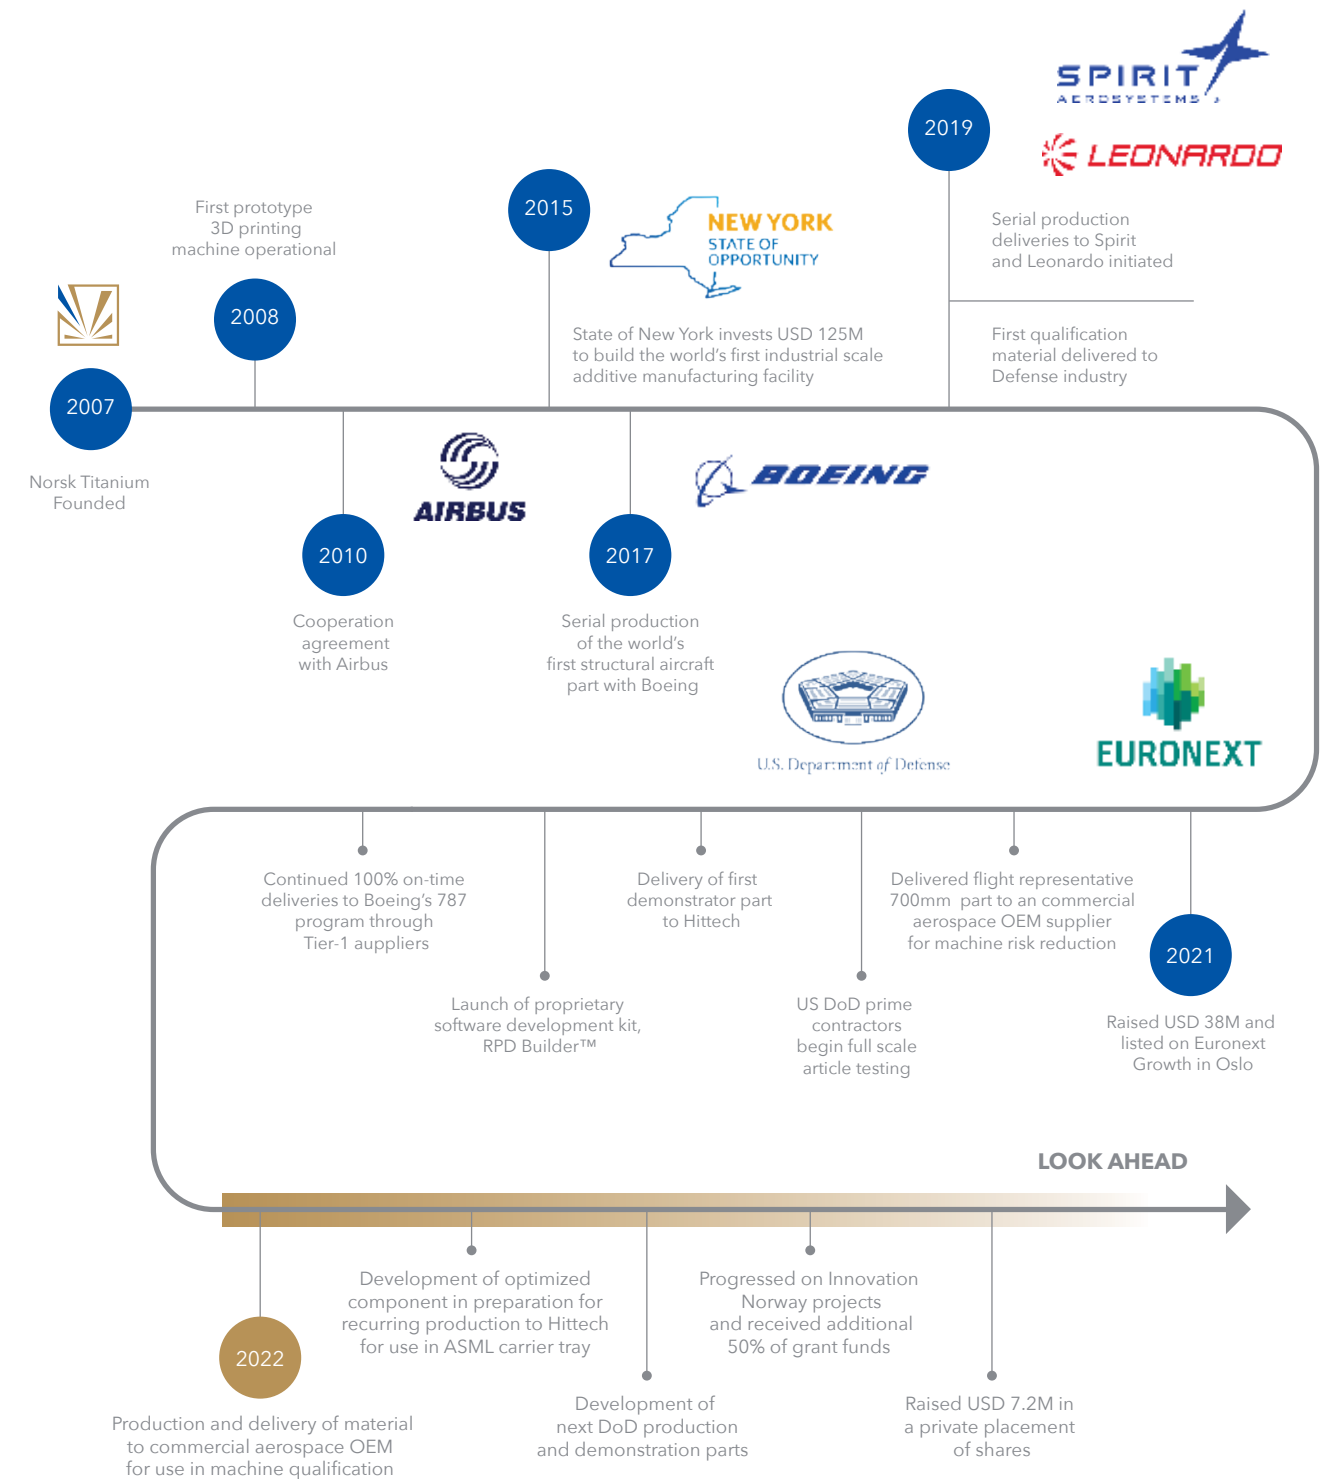 2007
Norsk Titanium
Founded
First prototype
3D printing
machine operational
2008
2010
AIRBUS
Cooperation
agreement
with Airbus
2015
NEW YORK
STATE OF
OPPORTUNITY
State of New York invests USD 125M
to build the world's first industrial scale
additive manufacturing facility
2017
BOEING
Serial production
of the world's
first structural aircraft
part with Boeing
2019
SPIRIT
AEROSYSTEMS
LEONARDO
Serial production
deliveries to Spirit
and Leonardo initiated
First qualification
material delivered to
Defense industry
U.S. Department of Defense
EURONEXT
2021
Raised USD 38M and
listed on Euronext
Growth in Oslo
Delivered flight representative
700mm part to an commercial
aerospace OEM supplier
for machine risk reduction
US DoD prime
contractors
begin full scale
article testing
Delivery of first
demonstrator part
to Hittech
Launch of proprietary
software development kit,
RPD Builder™
Continued 100% on-time
deliveries to Boeing's 787
program through
Tier-1 auppliers
LOOK AHEAD
2022
Production and delivery of material
to commercial aerospace OEM
for use in machine qualification
Development of optimized
component in preparation for
recurring production to Hittech
for use in ASML carrier tray
Development of
next DoD production
and demonstration parts
Progressed on Innovation
Norway projects
and received additional
50% of grant funds
Raised USD 7.2M in
a private placement
of shares